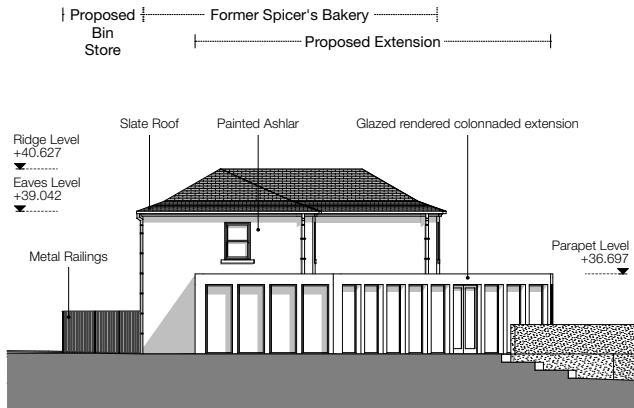 Proposed
Bin
Store
Former Spicer's Bakery
Proposed Extension
Slate Roof
Painted Ashlar
Glazed rendered colonnaded extension
Ridge Level
+40.627
Eaves Level
+39.042
Metal Railings
Parapet Level
+36.697